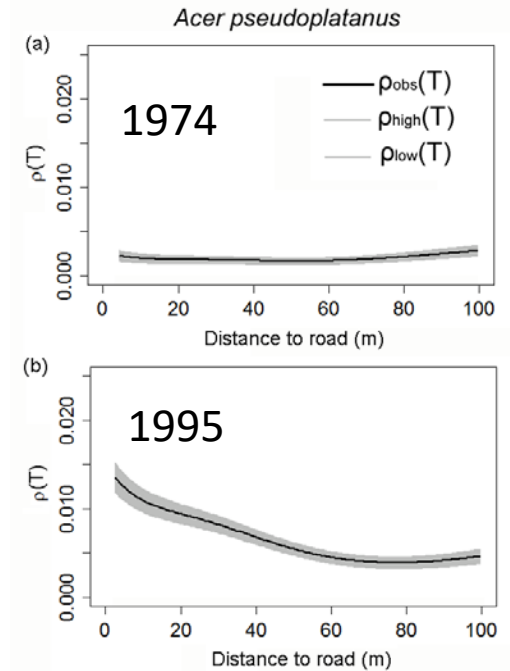 Acer pseudoplatanus
(a)
1974
ρobs(T)
ρhigh(T)
ρlow(T)
ρ(T)
0.020
0.010
0.000
0 20 40 60 80 100
Distance to road (m)
(b)
1995
ρ(T)
0.020
0.010
0.000
0 20 40 60 80 100
Distance to road (m)